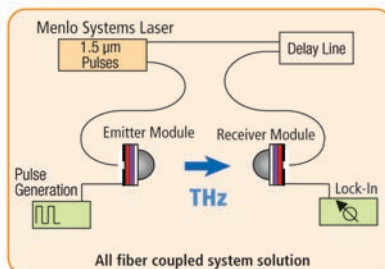 Menlo Systems Laser
1.5 µm
Pulses
Delay Line
Emitter Module
Receiver Module
Pulse
Generation
THz
Lock-In
All fiber coupled system solution